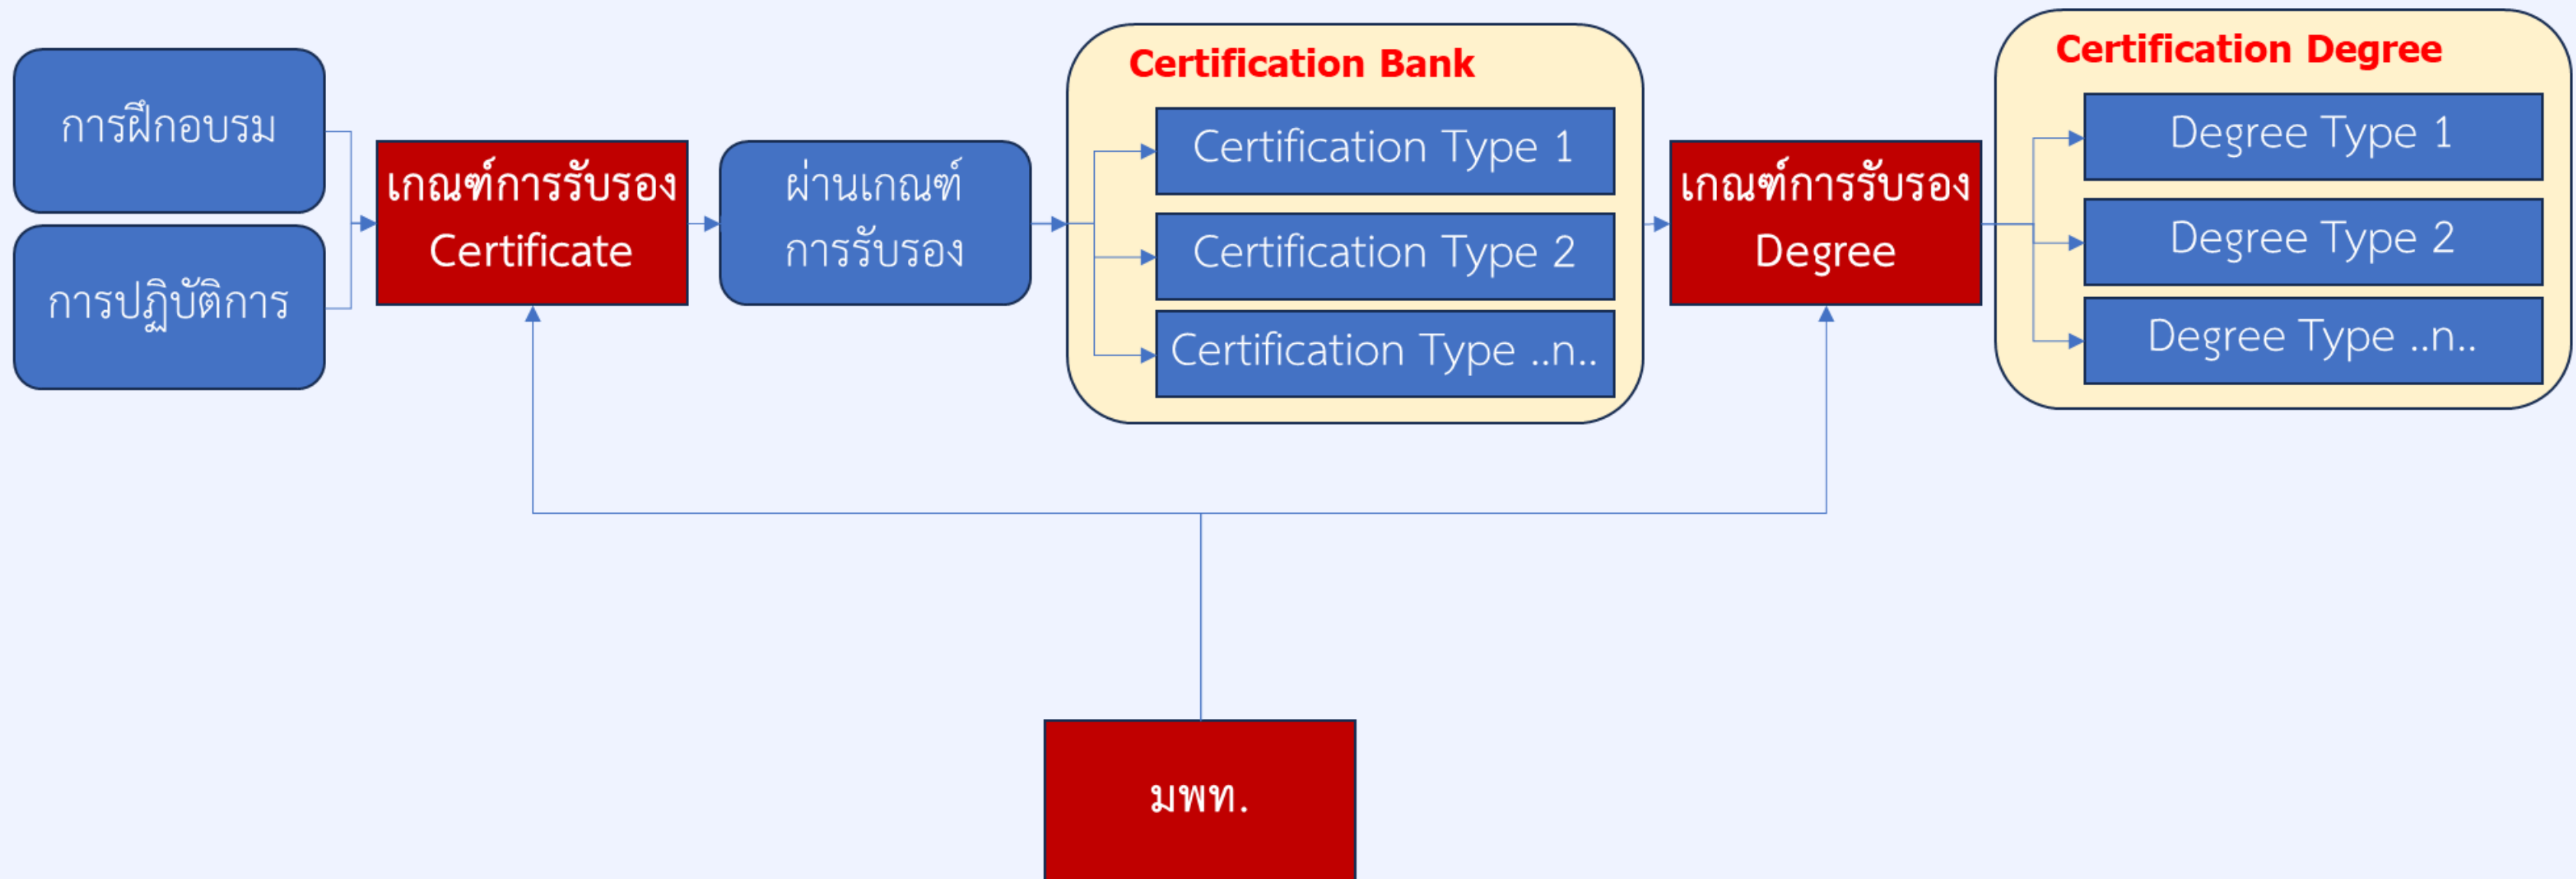 การฝึกอบรม
การปฏิบัติการ
เกณฑ์การรับรอง
Certificate
ผ่านเกณฑ์
การรับรอง
Certification Bank
Certification Type 1
Certification Type 2
Certification Type ..n..
เกณฑ์การรับรอง
Degree
Certification Degree
Degree Type 1
Degree Type 2
Degree Type ..n..
มพท.